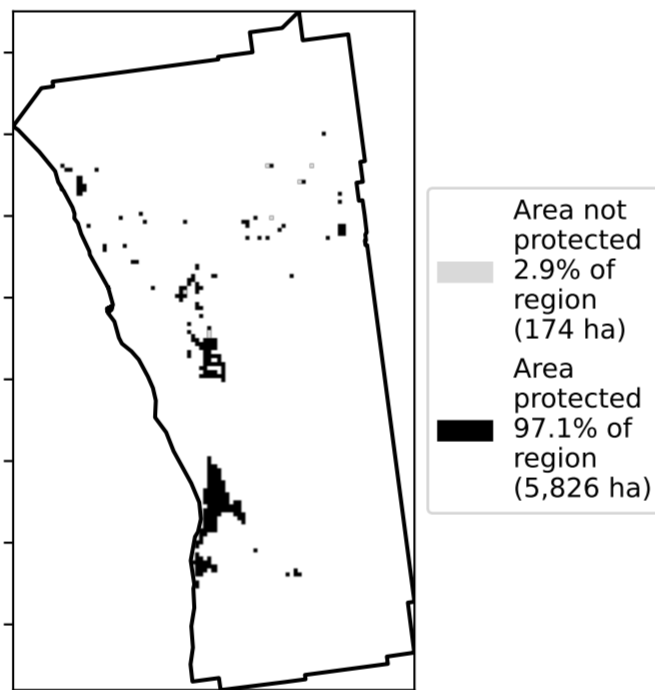 Area not
protected
2.9% of
region
(174 ha)
Area
protected
97.1% of
region
(5,826 ha)